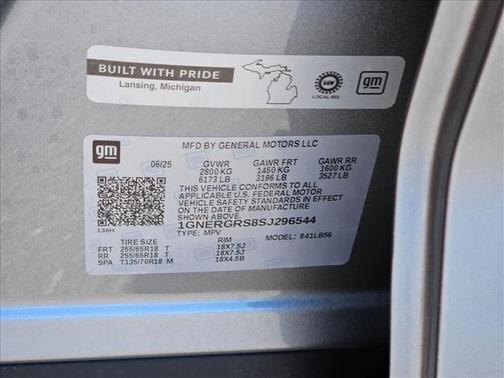 BUILT WITH PRIDE
Lansing, Michigan
UAW
LOCAL-602
gm
gm
MFD BY GENERAL MOTORS LLC
06/25 GVWR GAWR FRT GAWR RR
2800 KG 1450 KG 1600 KG
6173 LB 3196 LB 3527 LB
THIS VEHICLE CONFORMS TO ALL
APPLICABLE U.S. FEDERAL MOTOR
VEHICLE SAFETY STANDARDS IN EFFECT
ON THE DATE OF MANUFACTURE SHOWN ABOVE.
1GNERGRS8SJ296544
130H TYPE: MPV MODEL: 841LB56
TIRE SIZE RIM
FRT 255/65R18 T 18X7.5J
RR 255/65R18 T 18X7.5J
SPA T135/70R18 M 18X4.5B